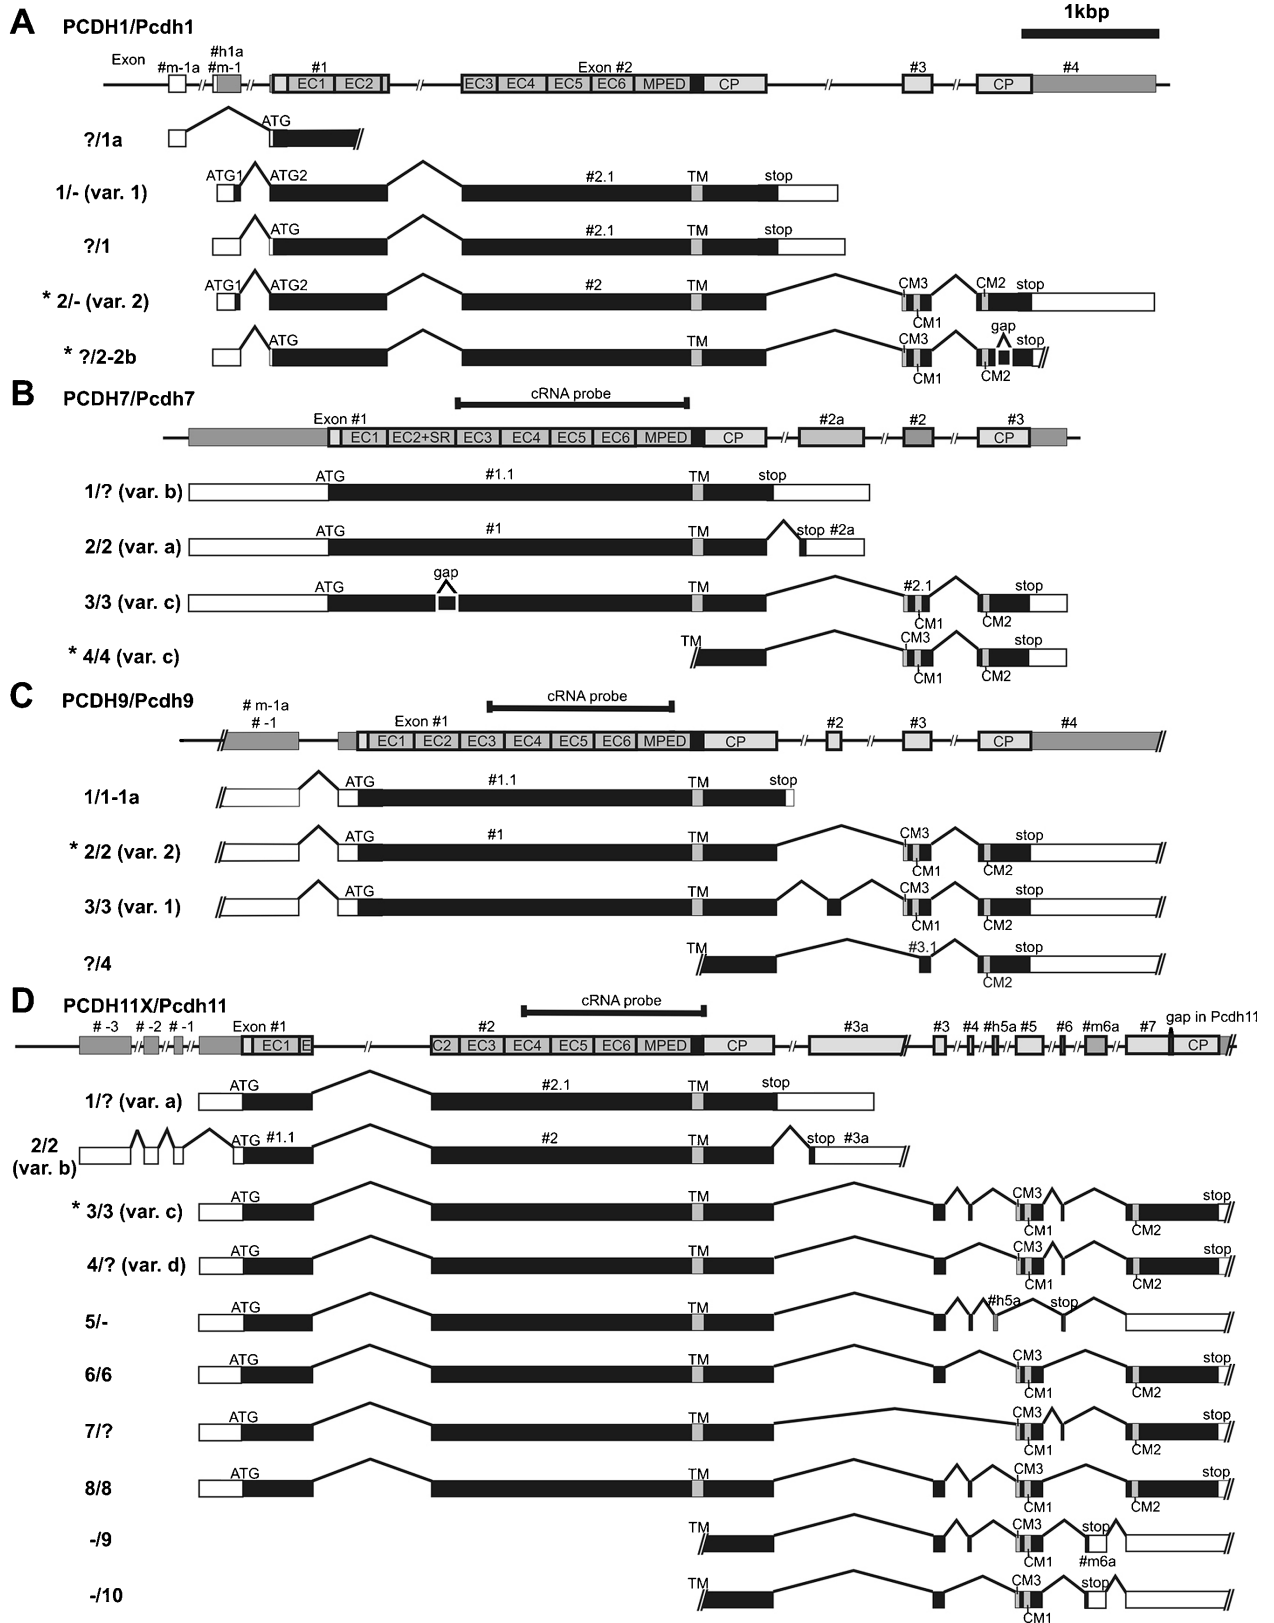 A PCDH1/Pcdh1
1kbp
Exon #m-1a #h1a #m-1 #1 Exon #2 #3 #4
EC1 EC2 EC3 EC4 EC5 EC6 MPED CP CP
?/1a ATG
1/- (var. 1) ATG1 ATG2 #2.1 TM stop
?/1 ATG #2.1 TM stop
* 2/- (var. 2) ATG1 ATG2 #2 TM CM3 CM1 CM2 stop
* ?/2-2b ATG TM CM3 CM1 CM2 gap stop
B PCDH7/Pcdh7
cRNA probe
Exon #1 #2a #2 #3
EC1 EC2+SR EC3 EC4 EC5 EC6 MPED CP CP
1/? (var. b) ATG #1.1 TM stop
2/2 (var. a) ATG #1 TM stop #2a
3/3 (var. c) ATG gap TM #2.1 CM1 CM2 stop
* 4/4 (var. c) TM CM3 CM1 CM2 stop
C PCDH9/Pcdh9
cRNA probe
# m-1a # -1 Exon #1 #2 #3 #4
EC1 EC2 EC3 EC4 EC5 EC6 MPED CP CP
1/1-1a ATG #1.1 TM stop
* 2/2 (var. 2) ATG #1 TM CM3 CM1 CM2 stop
3/3 (var. 1) ATG TM CM3 CM1 CM2 stop
?/4 TM #3.1 CM2 stop
D PCDH11X/Pcdh11
cRNA probe
# -3 # -2 # -1 Exon #1 #2 #3a #3 #4 #h5a #5 #6 #m6a #7 gap in Pcdh11
EC1 E C2 EC3 EC4 EC5 EC6 MPED CP CP
1/? (var. a) ATG #2.1 TM stop
2/2 (var. b) ATG #1.1 #2 TM stop #3a
* 3/3 (var. c) ATG TM CM3 CM1 CM2 stop
4/? (var. d) ATG TM CM3 CM1 CM2 stop
5/- ATG TM #h5a stop
6/6 ATG TM CM3 CM1 CM2 stop
7/? ATG TM CM3 CM1 CM2 stop
8/8 ATG TM CM3 CM1 CM2 stop
-/9 TM CM3 CM1 stop #m6a
-/10 TM CM3 CM1 stop